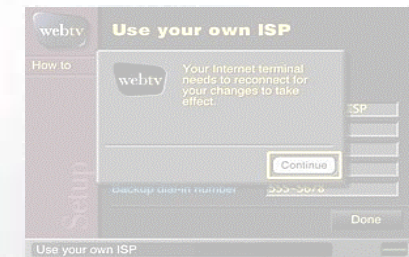 webtv
Use your own ISP
How to
webtv
Your Internet terminal
needs to reconnect for
your changes to take
effect.
ISP
Continue
Backup dial-in number
555-5678
Setup
Done
Use your own ISP